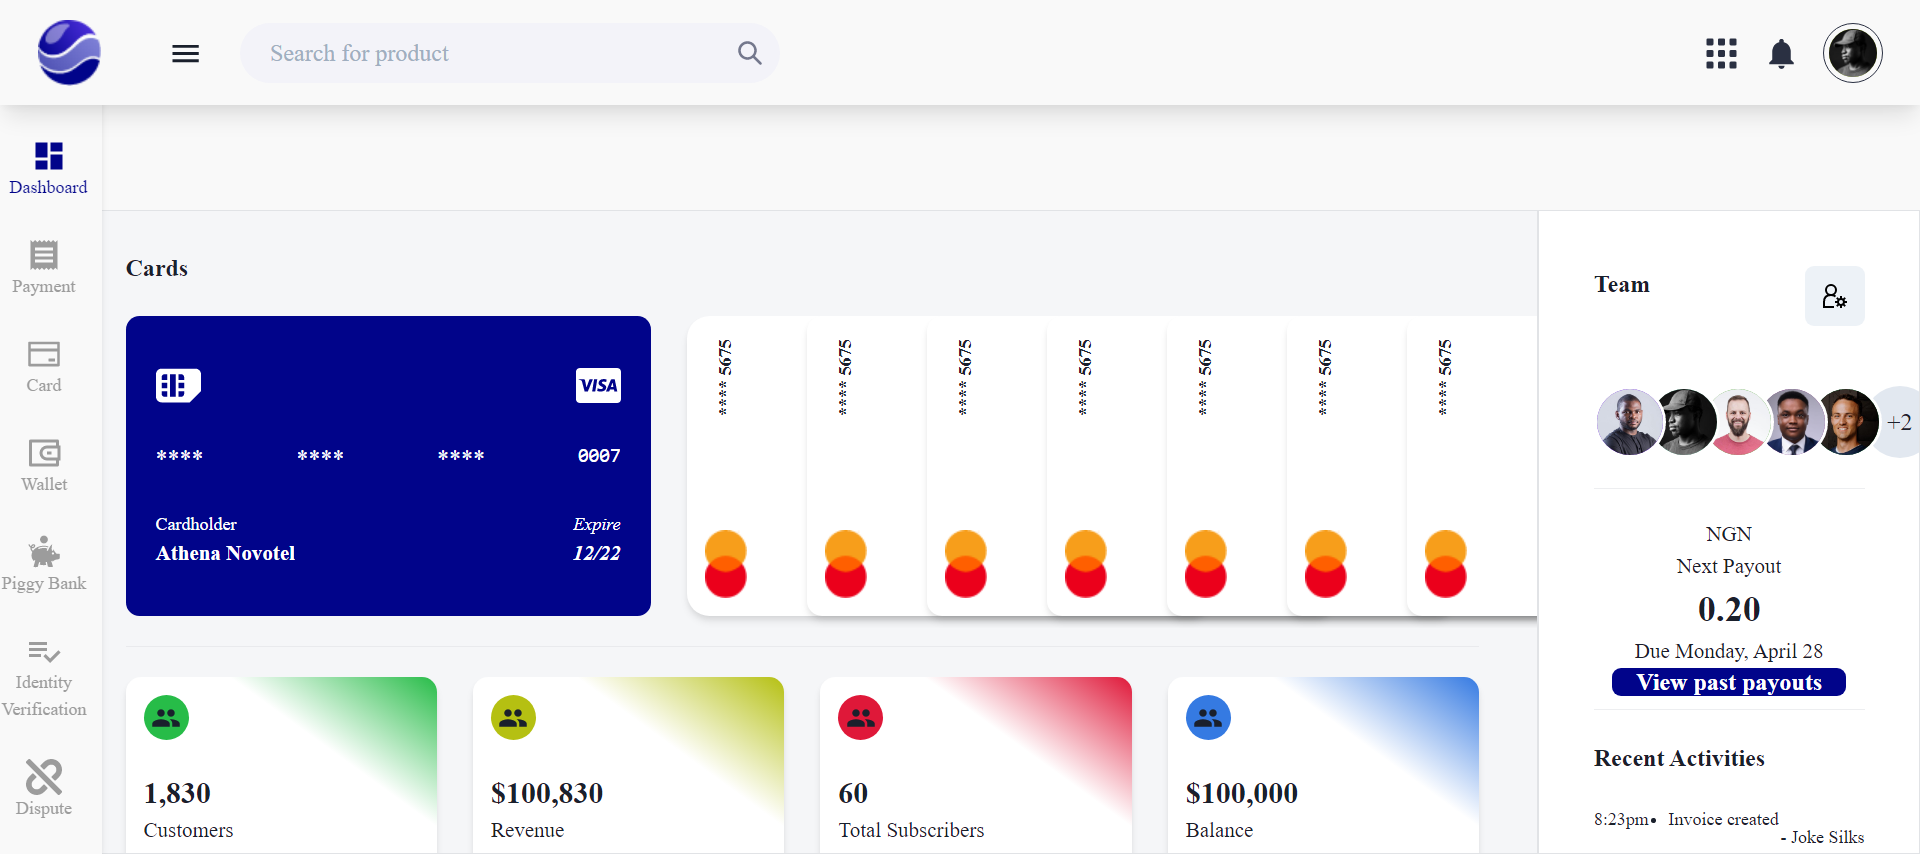 Search for product
Dashboard
Payment
Card
Wallet
Piggy Bank
Identity
Verification
Dispute
Cards
VISA
**** **** **** 0007
Cardholder Expire
Athena Novotel 12/22
**** 5675
**** 5675
**** 5675
**** 5675
**** 5675
**** 5675
**** 5675
1,830
Customers
$100,830
Revenue
60
Total Subscribers
$100,000
Balance
Team
+2
NGN
Next Payout
0.20
Due Monday, April 28
View past payouts
Recent Activities
8:23pm• Invoice created
- Joke Silks